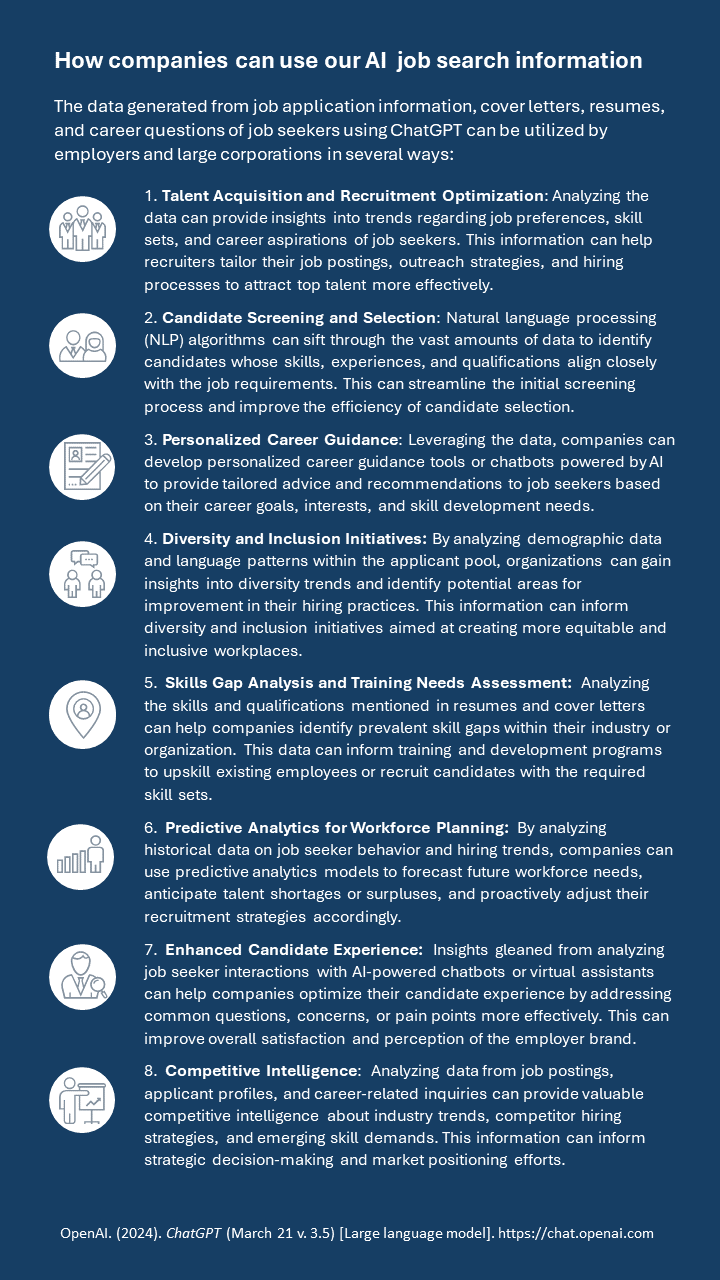 How companies can use our AI job search information
The data generated from job application information, cover letters, resumes,
and career questions of job seekers using ChatGPT can be utilized by
employers and large corporations in several ways:
1. Talent Acquisition and Recruitment Optimization: Analyzing the
data can provide insights into trends regarding job preferences, skill
sets, and career aspirations of job seekers. This information can help
recruiters tailor their job postings, outreach strategies, and hiring
processes to attract top talent more effectively.
2. Candidate Screening and Selection: Natural language processing
(NLP) algorithms can sift through the vast amounts of data to identify
candidates whose skills, experiences, and qualifications align closely
with the job requirements. This can streamline the initial screening
process and improve the efficiency of candidate selection.
3. Personalized Career Guidance: Leveraging the data, companies can
develop personalized career guidance tools or chatbots powered by AI
to provide tailored advice and recommendations to job seekers based
on their career goals, interests, and skill development needs.
4. Diversity and Inclusion Initiatives: By analyzing demographic data
and language patterns within the applicant pool, organizations can gain
insights into diversity trends and identify potential areas for
improvement in their hiring practices. This information can inform
diversity and inclusion initiatives aimed at creating more equitable and
inclusive workplaces.
5. Skills Gap Analysis and Training Needs Assessment: Analyzing
the skills and qualifications mentioned in resumes and cover letters
can help companies identify prevalent skill gaps within their industry or
organization. This data can inform training and development programs
to upskill existing employees or recruit candidates with the required
skill sets.
6. Predictive Analytics for Workforce Planning: By analyzing
historical data on job seeker behavior and hiring trends, companies can
use predictive analytics models to forecast future workforce needs,
anticipate talent shortages or surpluses, and proactively adjust their
recruitment strategies accordingly.
7. Enhanced Candidate Experience: Insights gleaned from analyzing
job seeker interactions with AI-powered chatbots or virtual assistants
can help companies optimize their candidate experience by addressing
common questions, concerns, or pain points more effectively. This can
improve overall satisfaction and perception of the employer brand.
8. Competitive Intelligence: Analyzing data from job postings,
applicant profiles, and career-related inquiries can provide valuable
competitive intelligence about industry trends, competitor hiring
strategies, and emerging skill demands. This information can inform
strategic decision-making and market positioning efforts.
OpenAI. (2024). ChatGPT (March 21 v. 3.5) [Large language model]. https://chat.openai.com